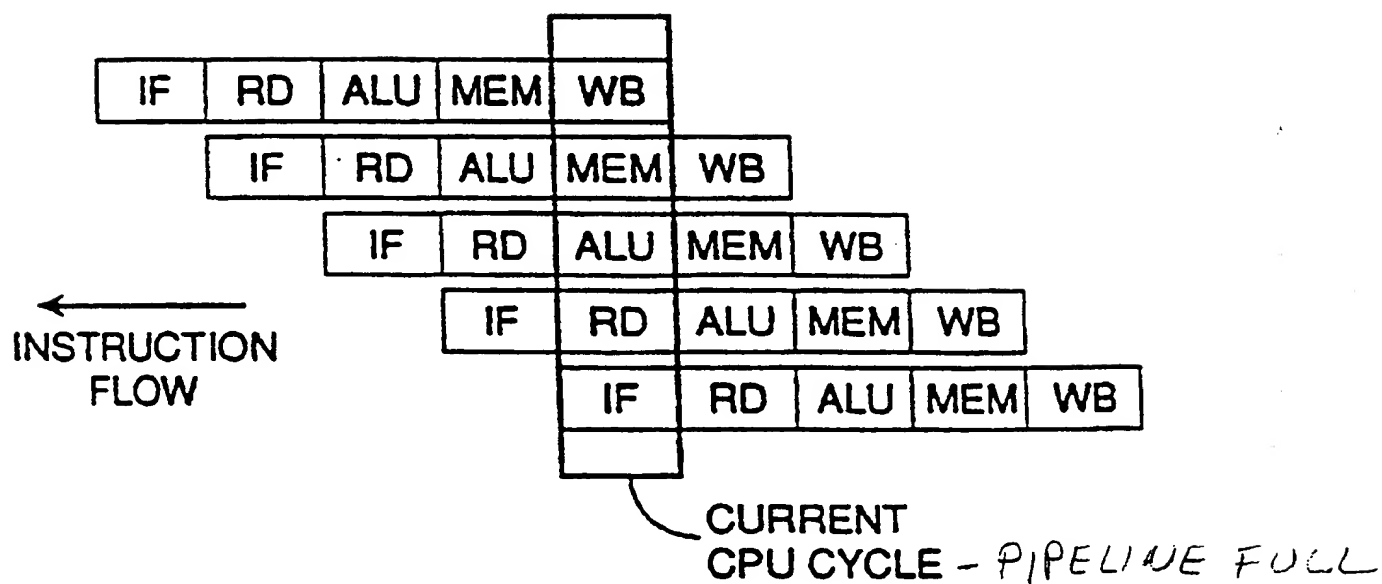 IF RD ALU MEM WB
IF RD ALU MEM WB
IF RD ALU MEM WB
IF RD ALU MEM WB
IF RD ALU MEM WB
INSTRUCTION
FLOW
CURRENT
CPU CYCLE - PIPELINE FULL